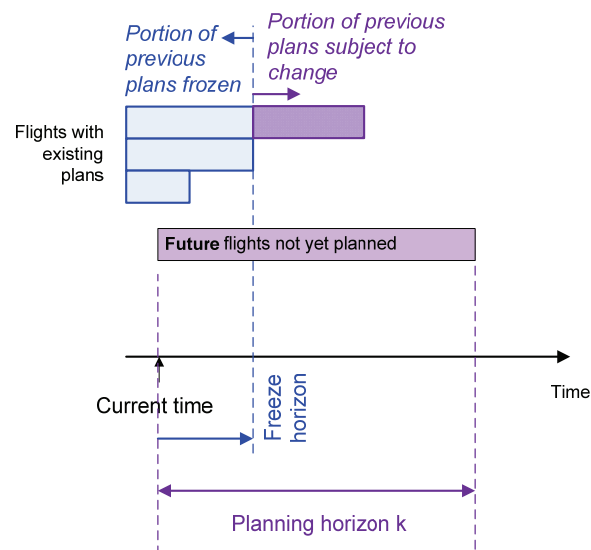 Portion of
previous
plans frozen
Portion of previous
plans subject to
change
Flights with
existing
plans
Future flights not yet planned
Time
Current time
Freeze
horizon
Planning horizon k